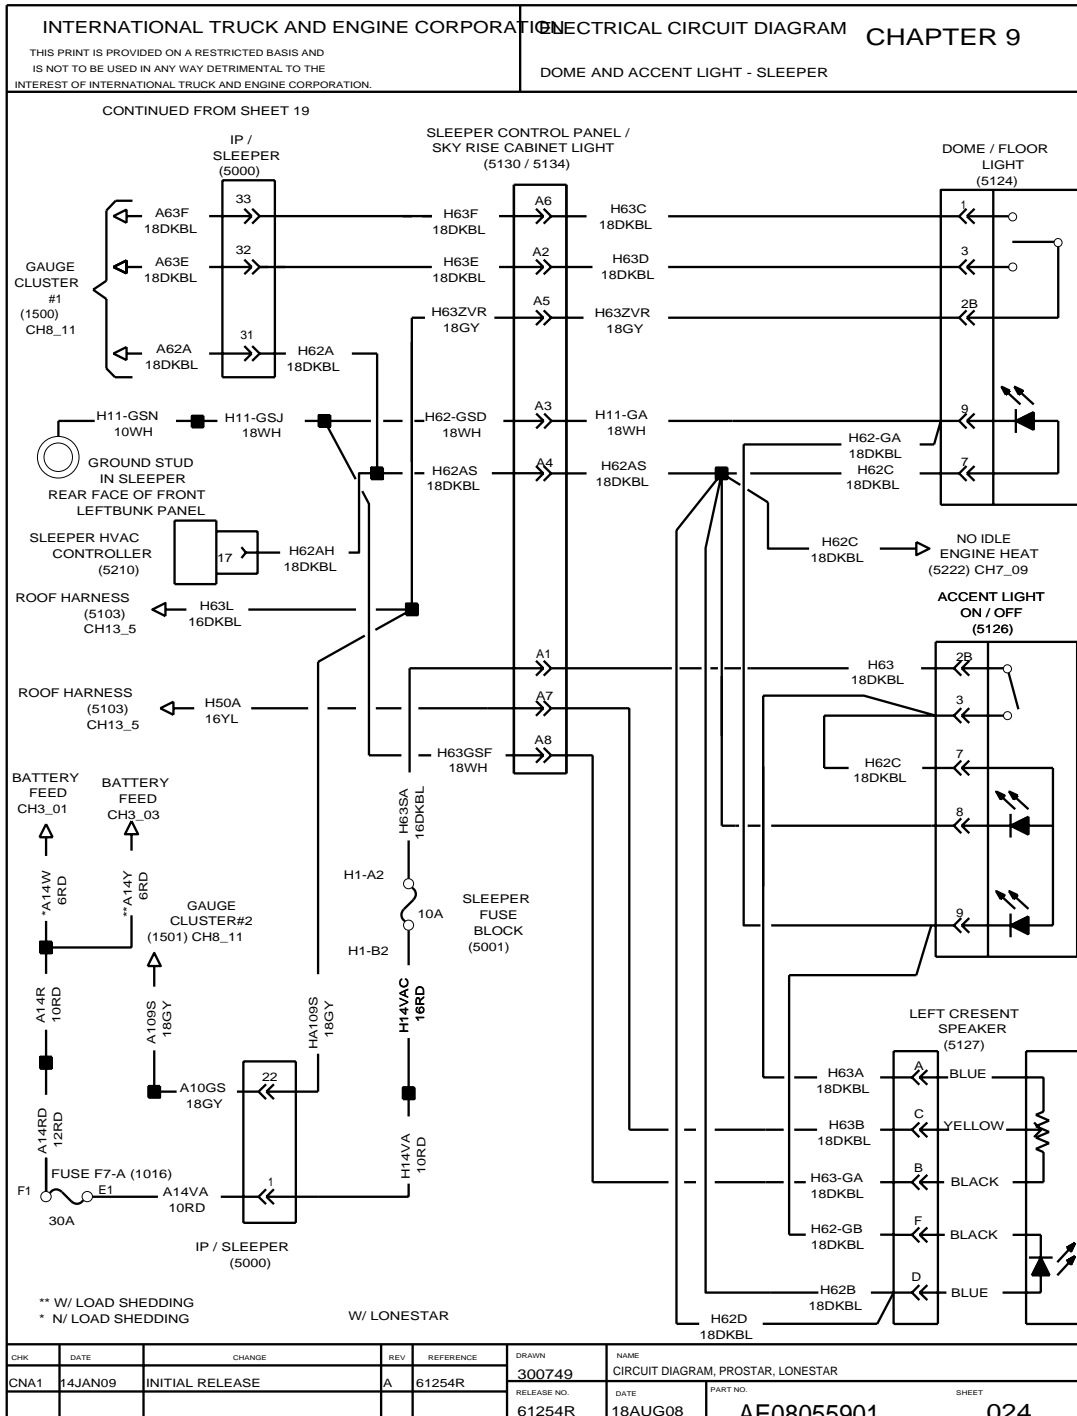 INTERNATIONAL TRUCK AND ENGINE CORPORATION
THIS PRINT IS PROVIDED ON A RESTRICTED BASIS AND
IS NOT TO BE USED IN ANY WAY DETRIMENTAL TO THE
INTEREST OF INTERNATIONAL TRUCK AND ENGINE CORPORATION.
ELECTRICAL CIRCUIT DIAGRAM
CHAPTER 9
DOME AND ACCENT LIGHT - SLEEPER
CONTINUED FROM SHEET 19
IP /
SLEEPER
(5000)
SLEEPER CONTROL PANEL /
SKY RISE CABINET LIGHT
(5130 / 5134)
DOME / FLOOR
LIGHT
(5124)
A63F
18DKBL
33
H63F
18DKBL
A6
H63C
18DKBL
1
A63E
18DKBL
32
H63E
18DKBL
A2
H63D
18DKBL
3
GAUGE
CLUSTER
#1
(1500)
CH8_11
H63ZVR
18GY
A5
H63ZVR
18GY
2B
A62A
18DKBL
31
H62A
18DKBL
H11-GSN
10WH
H11-GSJ
18WH
H62-GSD
18WH
A3
H11-GA
18WH
9
H62-GA
18DKBL
GROUND STUD
IN SLEEPER
REAR FACE OF FRONT
LEFTBUNK PANEL
H62AS
18DKBL
A4
H62AS
18DKBL
H62C
18DKBL
7
SLEEPER HVAC
CONTROLLER
(5210)
17
H62AH
18DKBL
H62C
18DKBL
NO IDLE
ENGINE HEAT
(5222) CH7_09
ROOF HARNESS
(5103)
CH13_5
H63L
16DKBL
ACCENT LIGHT
ON / OFF
(5126)
A1
H63
18DKBL
2B
ROOF HARNESS
(5103)
CH13_5
H50A
16YL
A7
3
H63GSF
18WH
A8
H62C
18DKBL
7
BATTERY
FEED
CH3_01
BATTERY
FEED
CH3_03
H63SA
16DKBL
8
*A14W
6RD
**A14Y
6RD
H1-A2
10A
H1-B2
SLEEPER
FUSE
BLOCK
(5001)
GAUGE
CLUSTER#2
(1501) CH8_11
9
A14R
10RD
A109S
18GY
HA109S
18GY
H14VAC
16RD
LEFT CRESENT
SPEAKER
(5127)
A10GS
18GY
22
H63A
18DKBL
A
BLUE
A14RD
12RD
H14VA
10RD
H63B
18DKBL
C
YELLOW
FUSE F7-A (1016)
F1
E1
30A
A14VA
10RD
1
H63-GA
18DKBL
B
BLACK
H62-GB
18DKBL
F
BLACK
IP / SLEEPER
(5000)
H62B
18DKBL
D
BLUE
** W/ LOAD SHEDDING
* N/ LOAD SHEDDING
W/ LONESTAR
H62D
18DKBL
CHK DATE CHANGE REV REFERENCE
CNA1 14JAN09 INITIAL RELEASE A 61254R
DRAWN
300749
NAME
CIRCUIT DIAGRAM, PROSTAR, LONESTAR
RELEASE NO.
61254R
DATE
18AUG08
PART NO.
AE08055901
SHEET
024